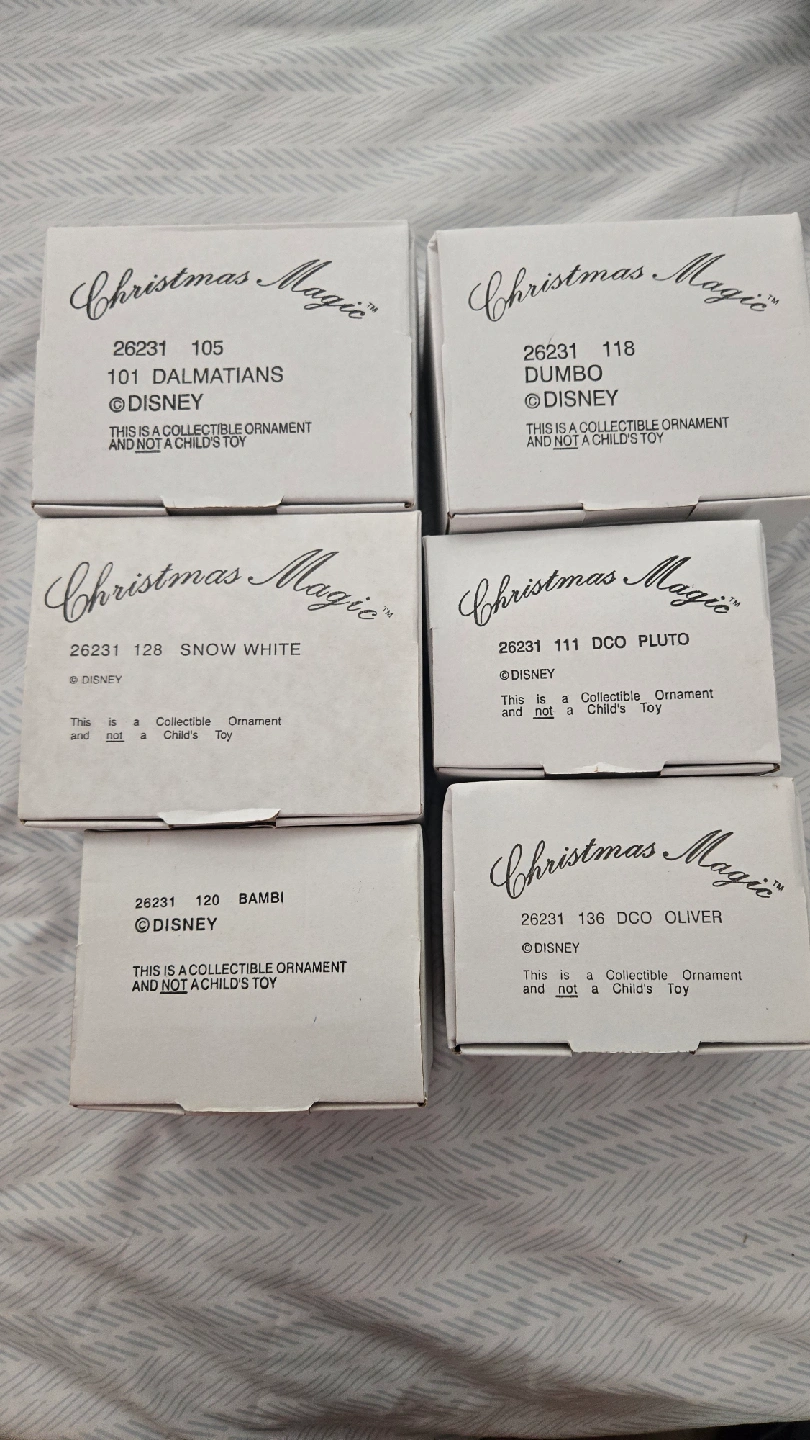 Christmas Magic™
26231 105
101 DALMATIANS
©DISNEY
THIS IS A COLLECTIBLE ORNAMENT
AND NOT A CHILD'S TOY
Christmas Magic™
26231 118
DUMBO
©DISNEY
THIS IS A COLLECTIBLE ORNAMENT
AND NOT A CHILD'S TOY
Christmas Magic™
26231 128 SNOW WHITE
© DISNEY
This is a Collectible Ornament
and not a Child's Toy
Christmas Magic™
26231 111 DCO PLUTO
©DISNEY
This is a Collectible Ornament
and not a Child's Toy
26231 120 BAMBI
©DISNEY
THIS IS A COLLECTIBLE ORNAMENT
AND NOT A CHILD'S TOY
Christmas Magic™
26231 136 DCO OLIVER
©DISNEY
This is a Collectible Ornament
and not a Child's Toy